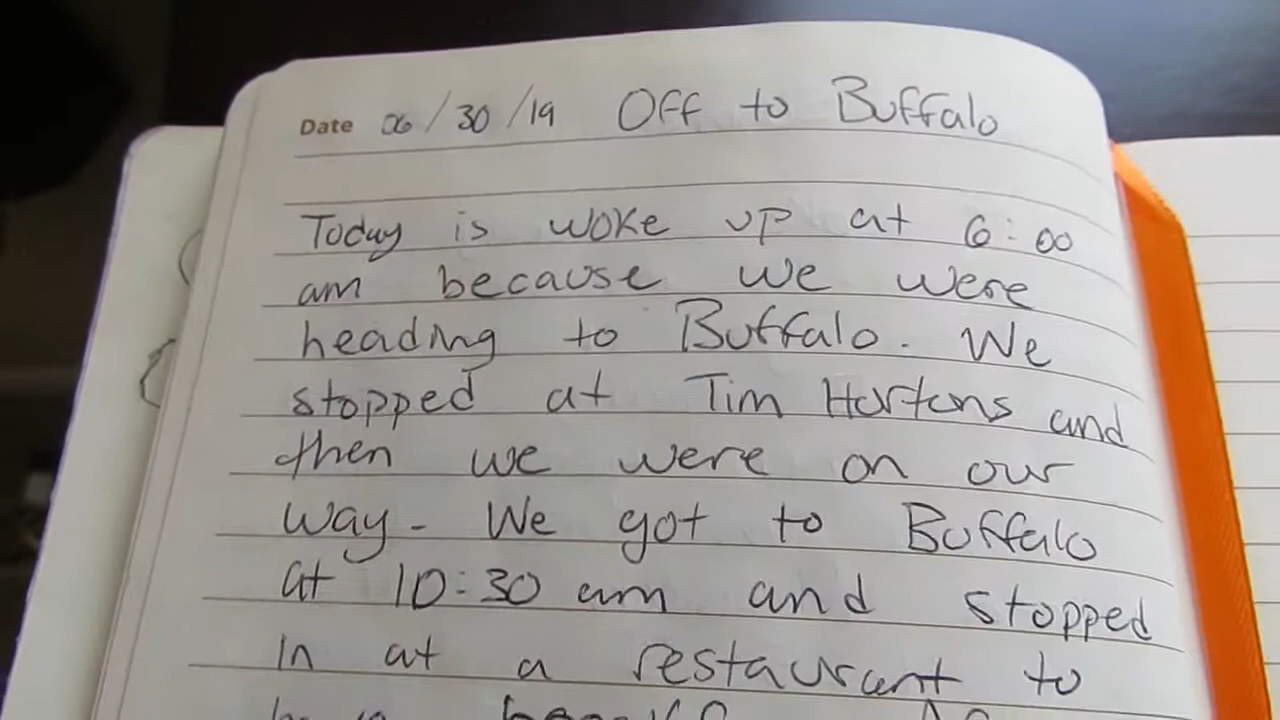 Date 06/30/19 Off to Buffalo
Today is woke up at 6:00
am because we were
heading to Buffalo. We
stopped at Tim Hortons and
then we were on our
way. We got to Buffalo
at 10:30 am and stopped
in at a restaurant to